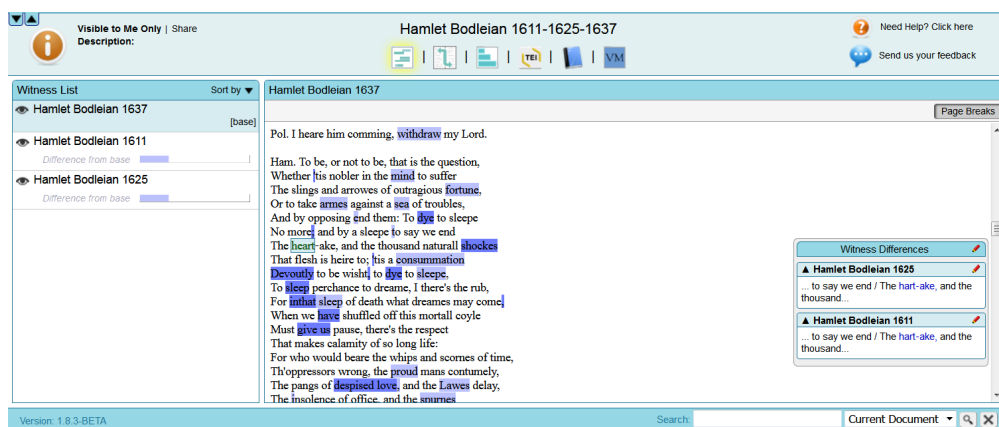 Visible to Me Only | Share
Description:
Hamlet Bodleian 1611-1625-1637
TEI
VM
Need Help? Click here
Send us your feedback
Witness List
Sort by ▼
Hamlet Bodleian 1637
[base]
Hamlet Bodleian 1611
Difference from base
Hamlet Bodleian 1625
Difference from base
Hamlet Bodleian 1637
Page Breaks
Pol. I heare him comming, withdraw my Lord.
Ham. To be, or not to be, that is the question,
Whether 'tis nobler in the mind to suffer
The slings and arrowes of outragious fortune,
Or to take armes against a sea of troubles,
And by opposing end them: To dye to sleepe
No more; and by a sleepe to say we end
The heart-ake, and the thousand naturall shockes
That flesh is heire to; 'tis a consummation
Devoutly to be wisht, to dye to sleepe,
To sleep perchance to dreame, I there's the rub,
For inthat sleep of death what dreames may come,
When we have shuffled off this mortall coyle
Must give us pause, there's the respect
That makes calamity of so long life:
For who would beare the whips and scornes of time,
Th'oppressors wrong, the proud mans contumely,
The pangs of despised love, and the Lawes delay,
The insolence of office, and the spurnes
Witness Differences
▲ Hamlet Bodleian 1625
... to say we end / The hart-ake, and the
thousand...
▲ Hamlet Bodleian 1611
... to say we end / The hart-ake, and the
thousand...
Version: 1.8.3-BETA
Search:
Current Document